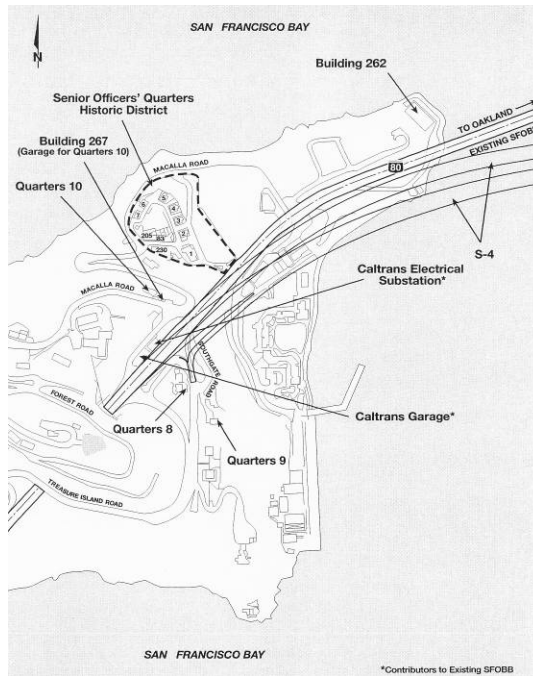 SAN FRANCISCO BAY
N
Building 262
Senior Officers' Quarters
Historic District
TO OAKLAND
Building 267
(Garage for Quarters 10)
EXISTING SFOBB
MACALLA ROAD
80
Quarters 10
5
6
4
7
3
205
83
2
230
1
S-4
Caltrans Electrical
Substation*
MACALLA ROAD
SOUTHGATE
ROAD
FOREST ROAD
Caltrans Garage*
Quarters 8
Quarters 9
TREASURE ISLAND ROAD
SAN FRANCISCO BAY
*Contributors to Existing SFOBB